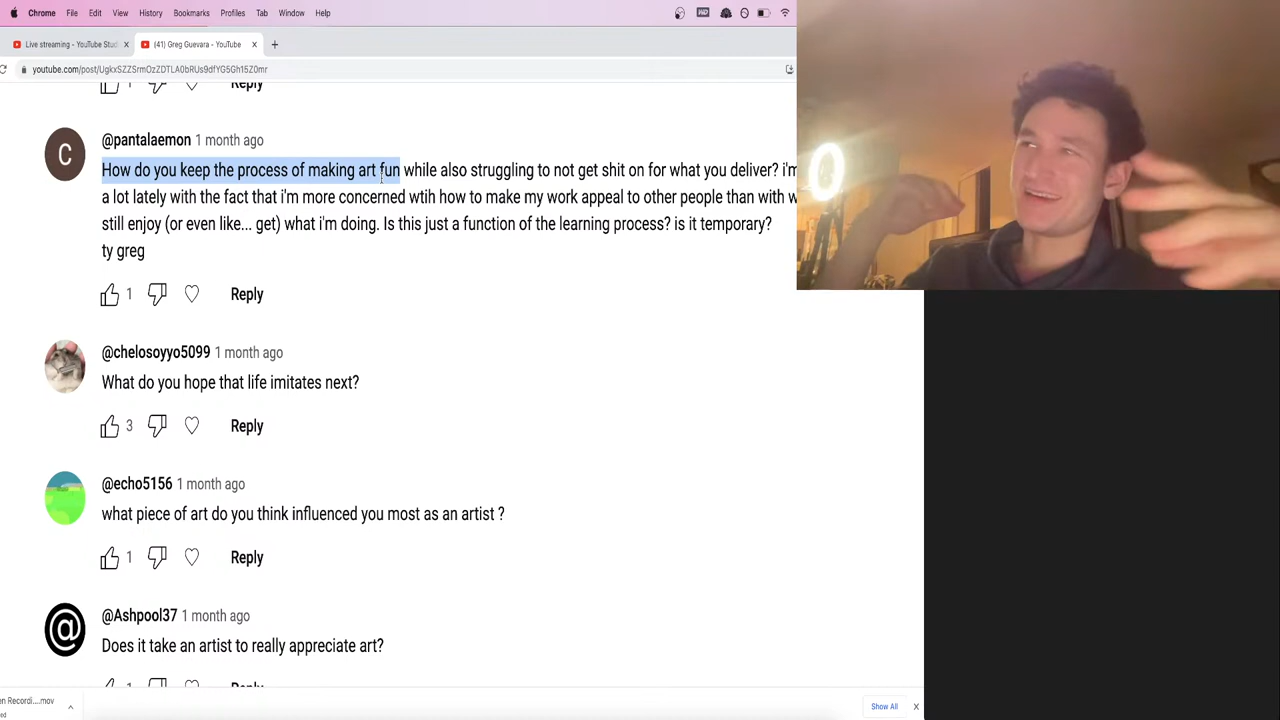 Chrome File Edit View History Bookmarks Profiles Tab Window Help
Live streaming - YouTube Stud
(41) Greg Guevara - YouTube
youtube.com/post/UgkxSZZSrmOzZDTLA0bRUs9dfYG5Gh15Z0mr
Reply
@pantalaemon 1 month ago
How do you keep the process of making art fun while also struggling to not get shit on for what you deliver? i'm
a lot lately with the fact that i'm more concerned wtih how to make my work appeal to other people than with w
still enjoy (or even like... get) what i'm doing. Is this just a function of the learning process? is it temporary?
ty greg
1 Reply
@chelosoyyo5099 1 month ago
What do you hope that life imitates next?
3 Reply
@echo5156 1 month ago
what piece of art do you think influenced you most as an artist ?
1 Reply
@Ashpool37 1 month ago
Does it take an artist to really appreciate art?
1 Reply
en Recordi....mov
Show All